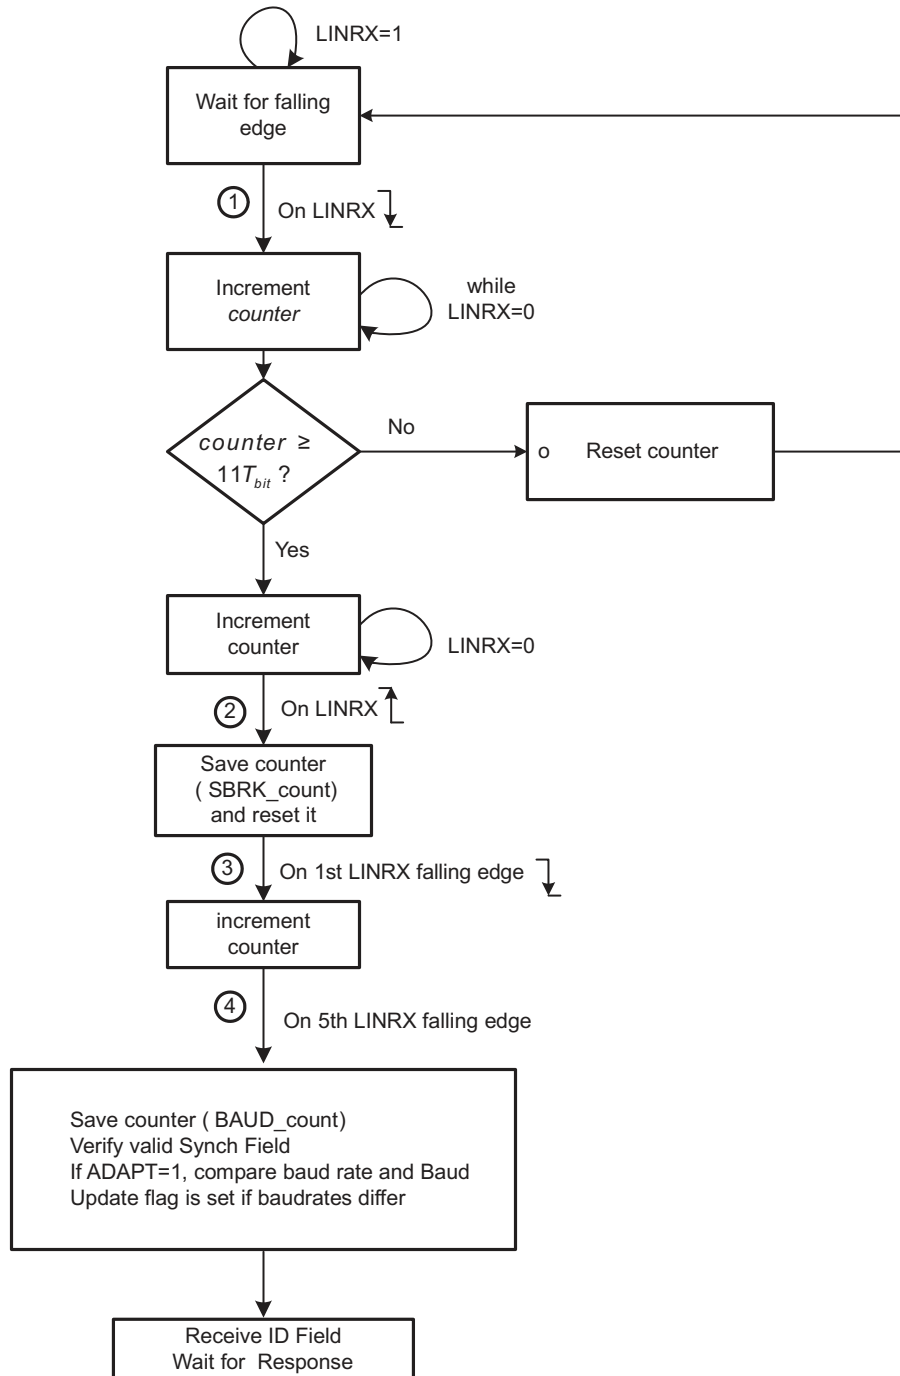 LINRX=1
Wait for falling
edge
1
On LINRX
Increment
counter
while
LINRX=0
counter ≥
11Tbit ?
No
o Reset counter
Yes
Increment
counter
LINRX=0
2
On LINRX
Save counter
( SBRK_count)
and reset it
3
On 1st LINRX falling edge
increment
counter
4
On 5th LINRX falling edge
Save counter ( BAUD_count)
Verify valid Synch Field
If ADAPT=1, compare baud rate and Baud
Update flag is set if baudrates differ
Receive ID Field
Wait for Response